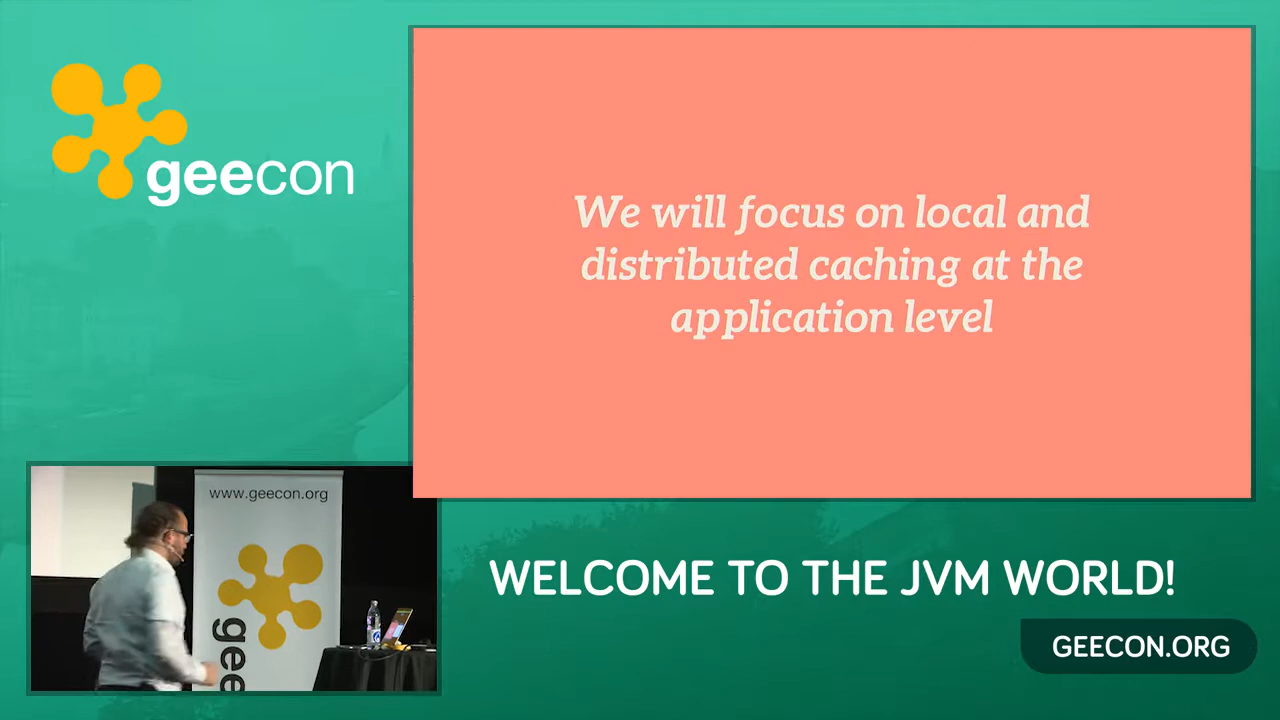 geecon
We will focus on local and
distributed caching at the
application level
www.geecon.org
gee
WELCOME TO THE JVM WORLD!
GEECON.ORG